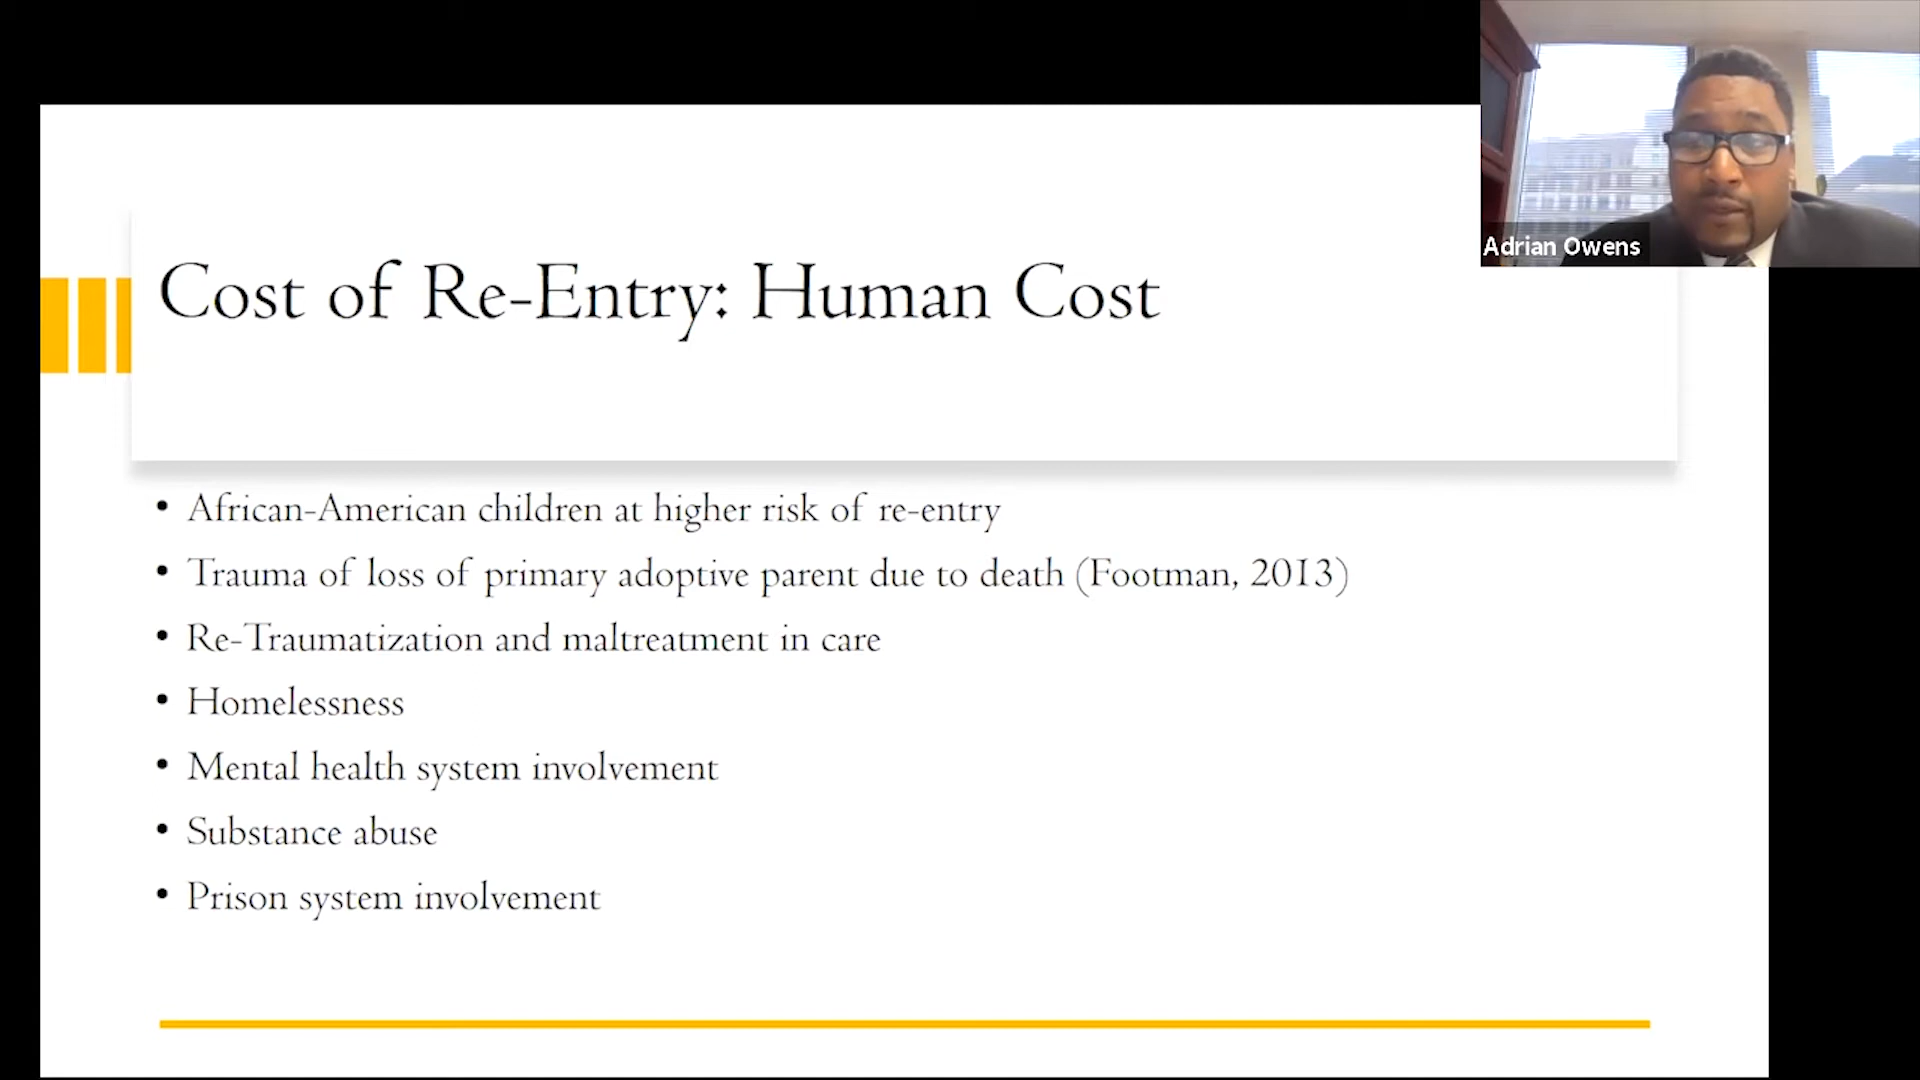 Adrian Owens
Cost of Re-Entry: Human Cost
• African-American children at higher risk of re-entry
• Trauma of loss of primary adoptive parent due to death (Footman, 2013)
• Re-Traumatization and maltreatment in care
• Homelessness
• Mental health system involvement
• Substance abuse
• Prison system involvement